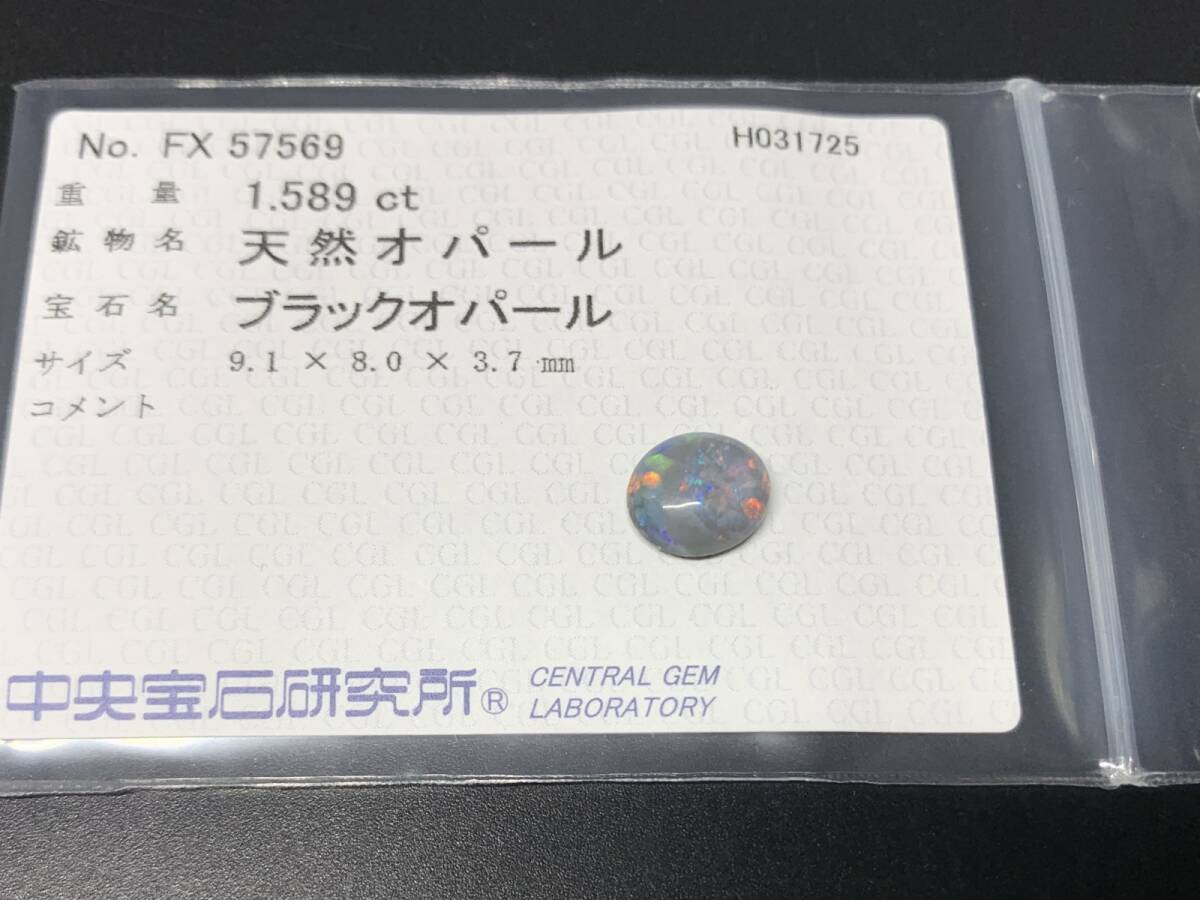 No. FX 57569 H031725
重 量 1.589 ct
鉱物名 天然オパール
宝石名 ブラックオパール
サイズ 9.1 × 8.0 × 3.7 mm
コメント
中央宝石研究所® CENTRAL GEM
LABORATORY